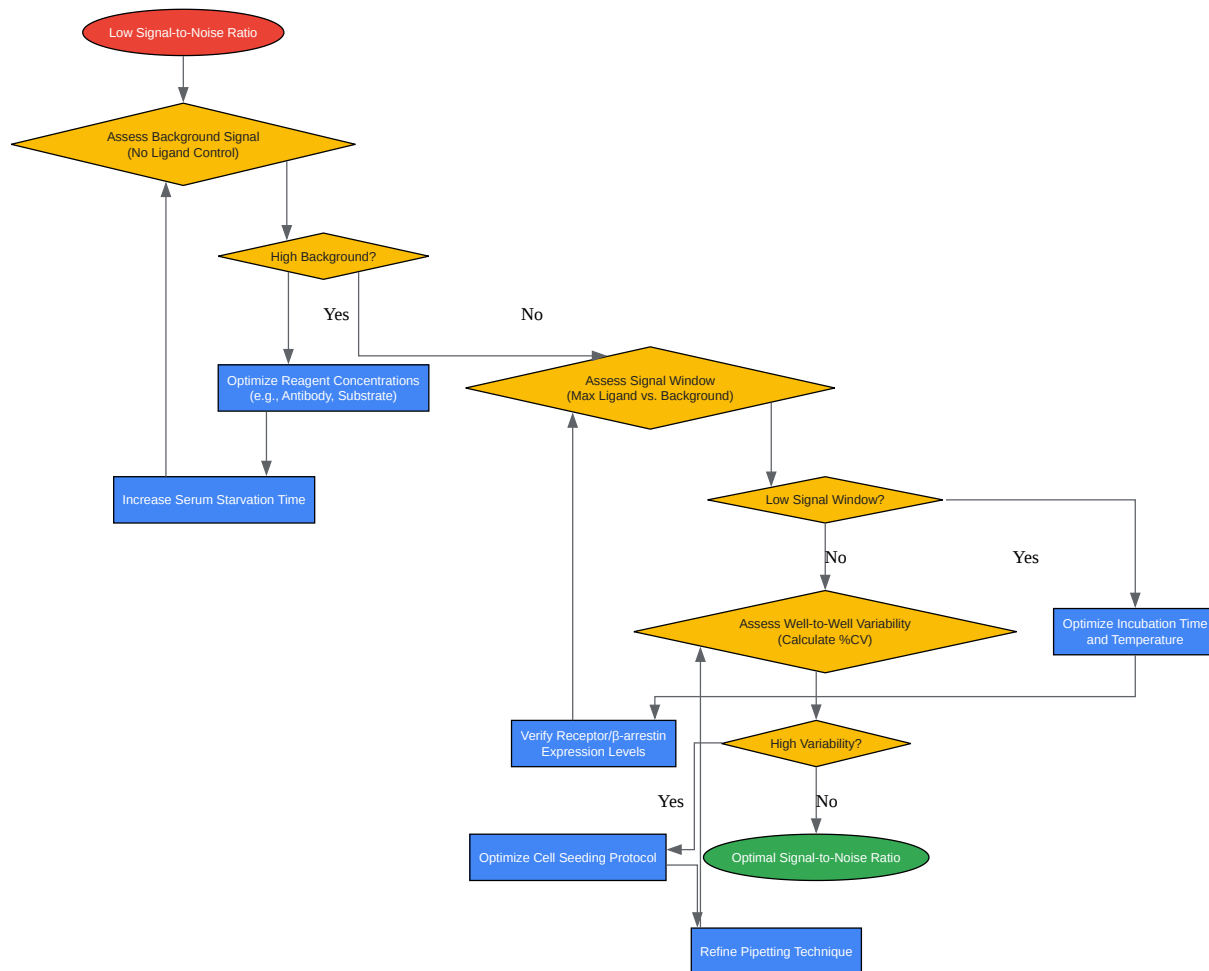 Low Signal-to-Noise Ratio
Assess Background Signal
(No Ligand Control)
High Background?
Yes
No
Optimize Reagent Concentrations
(e.g., Antibody, Substrate)
Assess Signal Window
(Max Ligand vs. Background)
Increase Serum Starvation Time
Low Signal Window?
No
Yes
Assess Well-to-Well Variability
(Calculate %CV)
Optimize Incubation Time
and Temperature
Verify Receptor/β-arrestin
Expression Levels
High Variability?
Yes
No
Optimize Cell Seeding Protocol
Optimal Signal-to-Noise Ratio
Refine Pipetting Technique